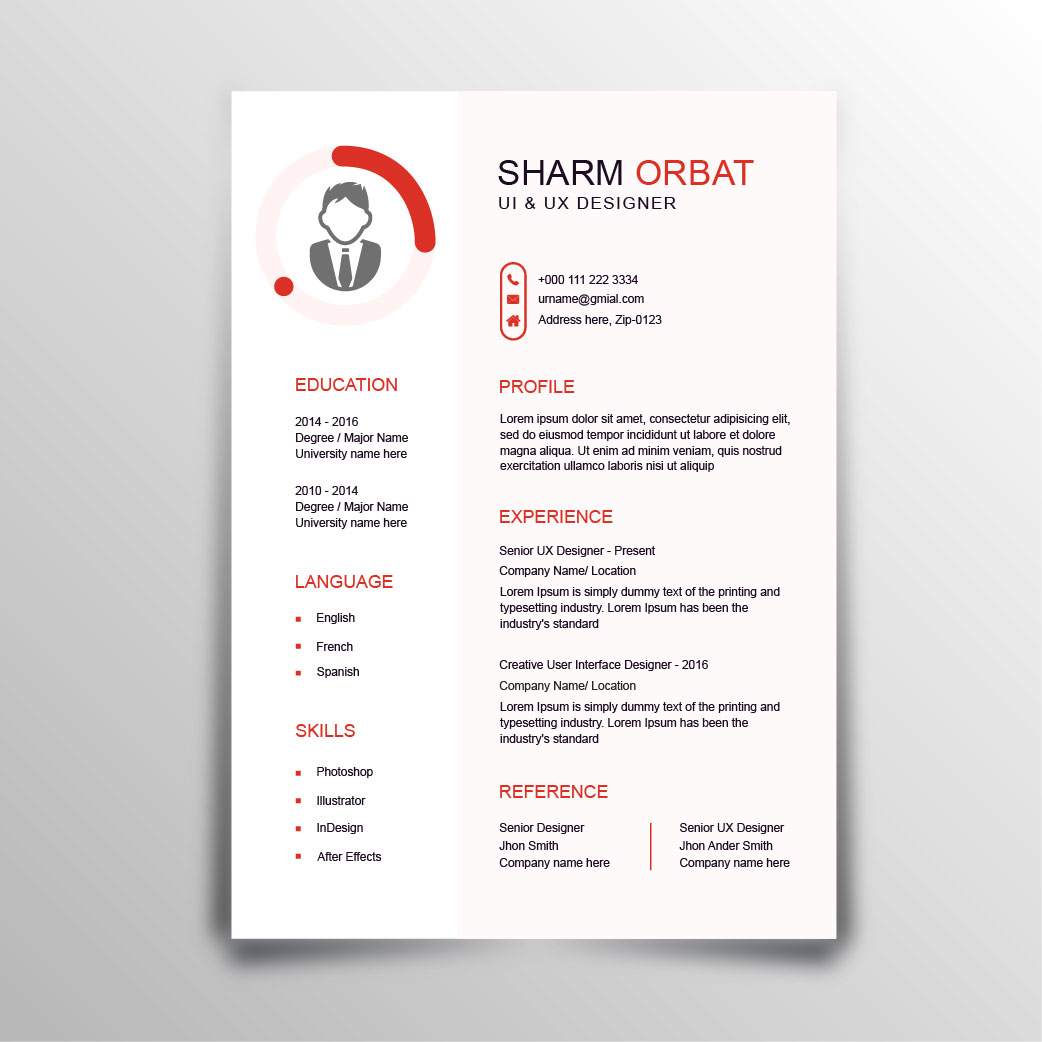 SHARM ORBAT
UI & UX DESIGNER
+000 111 222 3334
urname@gmial.com
Address here, Zip-0123
EDUCATION
2014 - 2016
Degree / Major Name
University name here
2010 - 2014
Degree / Major Name
University name here
LANGUAGE
English
French
Spanish
SKILLS
Photoshop
Illustrator
InDesign
After Effects
PROFILE
Lorem ipsum dolor sit amet, consectetur adipisicing elit,
sed do eiusmod tempor incididunt ut labore et dolore
magna aliqua. Ut enim ad minim veniam, quis nostrud
exercitation ullamco laboris nisi ut aliquip
EXPERIENCE
Senior UX Designer - Present
Company Name/ Location
Lorem Ipsum is simply dummy text of the printing and
typesetting industry. Lorem Ipsum has been the
industry's standard
Creative User Interface Designer - 2016
Company Name/ Location
Lorem Ipsum is simply dummy text of the printing and
typesetting industry. Lorem Ipsum has been the
industry's standard
REFERENCE
Senior Designer
Jhon Smith
Company name here
Senior UX Designer
Jhon Ander Smith
Company name here